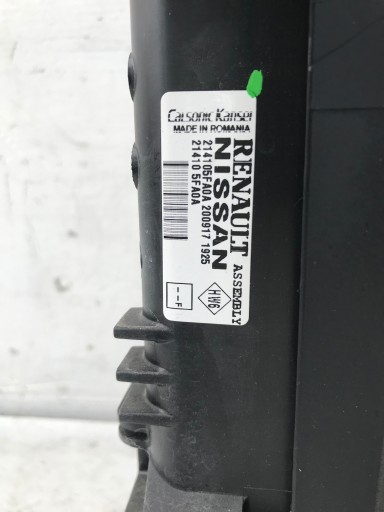 Calsonic Kansei
MADE IN ROMANIA
RENAULT
NISSAN
ASSEMBLY
214105FA0A 200917 1925
21410 5FA0A
HW6
--F